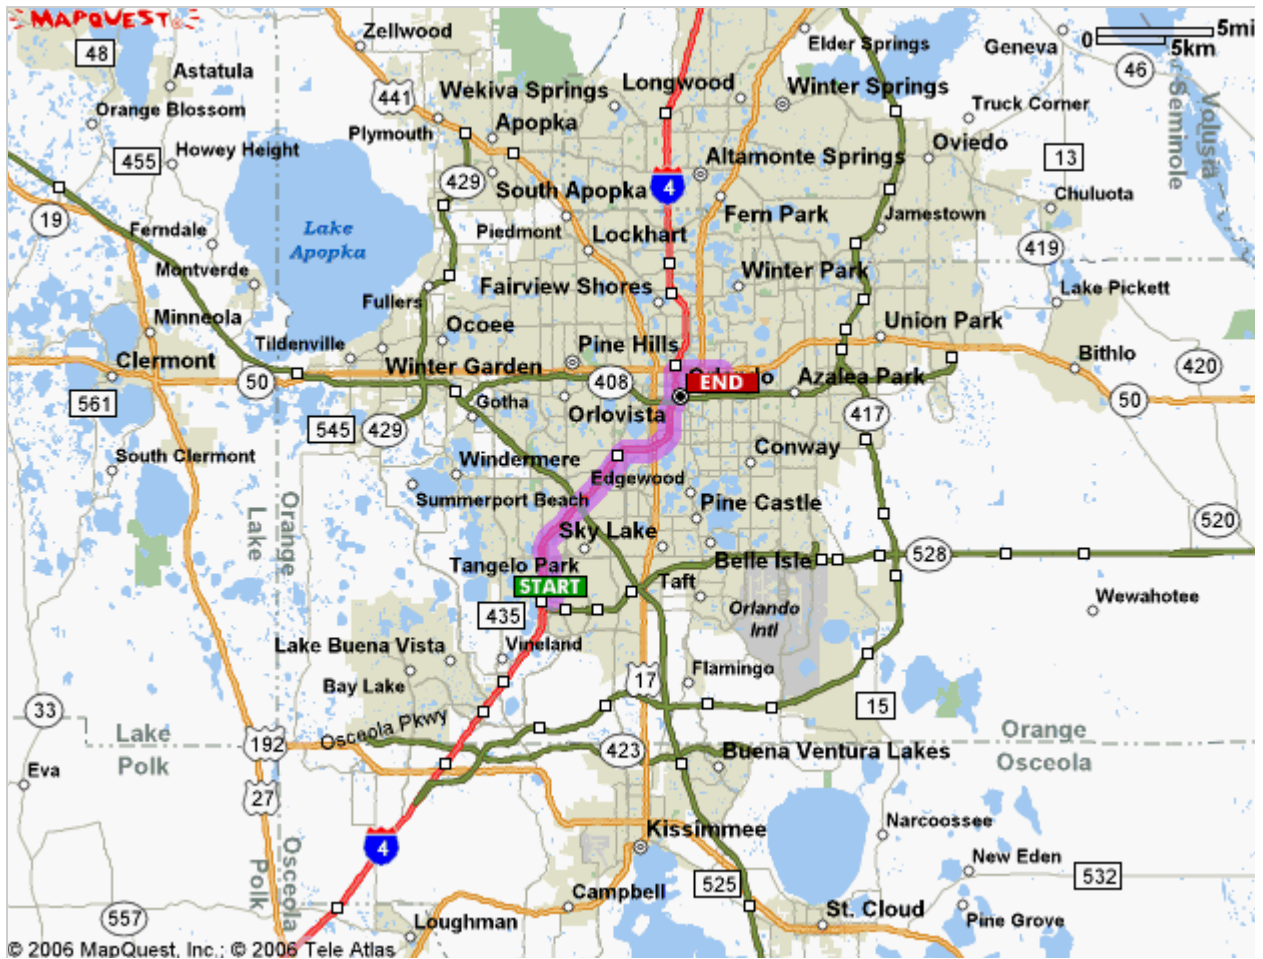 MAPQUEST
Zellwood
Elder Springs
Geneva
0
5mi
5km
48
Astatula
Longwood
46
441
Wekiva Springs
Winter Springs
Orange Blossom
Truck Corner
Seminole
Volusia
Plymouth
Apopka
Oviedo
Howey Height
455
13
Altamonte Springs
429
South Apopka
4
Chuluota
19
Fern Park
Jamestown
Ferndale
Lake
Apopka
Piedmont
Lockhart
419
Montverde
Winter Park
Fullers
Fairview Shores
Lake Pickett
Minneola
Ocoee
Union Park
Tildenville
Pine Hills
Bithlo
Clermont
Winter Garden
420
50
408
Orlando
END
Azalea Park
561
Gotha
Orlovista
417
50
545
429
South Clermont
Windermere
Conway
Edgewood
Summerport Beach
Pine Castle
Lake
Orange
520
Sky Lake
Tangelo Park
Belle Isle
528
START
Taft
435
Orlando
Intl
Wewahotee
Lake Buena Vista
Vineland
Bay Lake
17
Flamingo
33
15
Osceola Pkwy
Lake
Polk
192
423
Buena Ventura Lakes
Orange
Osceola
Eva
27
Kissimmee
Narcoossee
4
Polk
Osceola
New Eden
525
532
Campbell
557
Loughman
St. Cloud
Pine Grove
© 2006 MapQuest, Inc.; © 2006 Tele Atlas